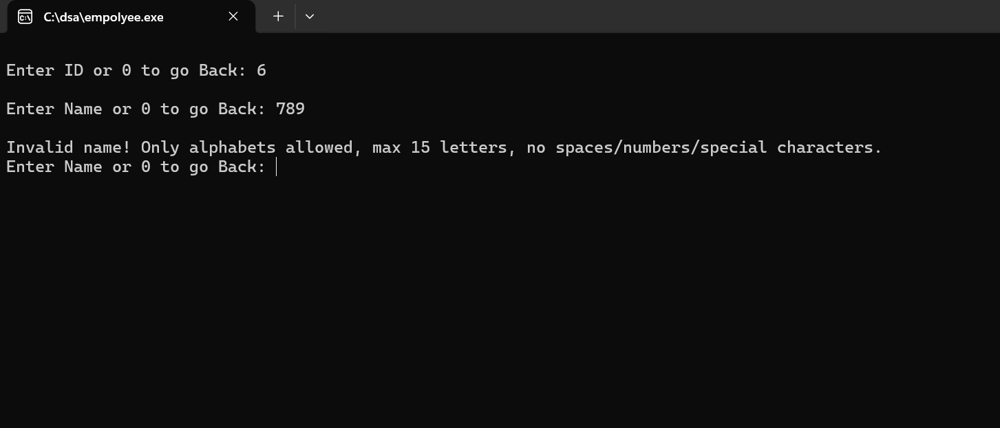 C:\dsa\empolyee.exe
Enter ID or 0 to go Back: 6
Enter Name or 0 to go Back: 789
Invalid name! Only alphabets allowed, max 15 letters, no spaces/numbers/special characters.
Enter Name or 0 to go Back: